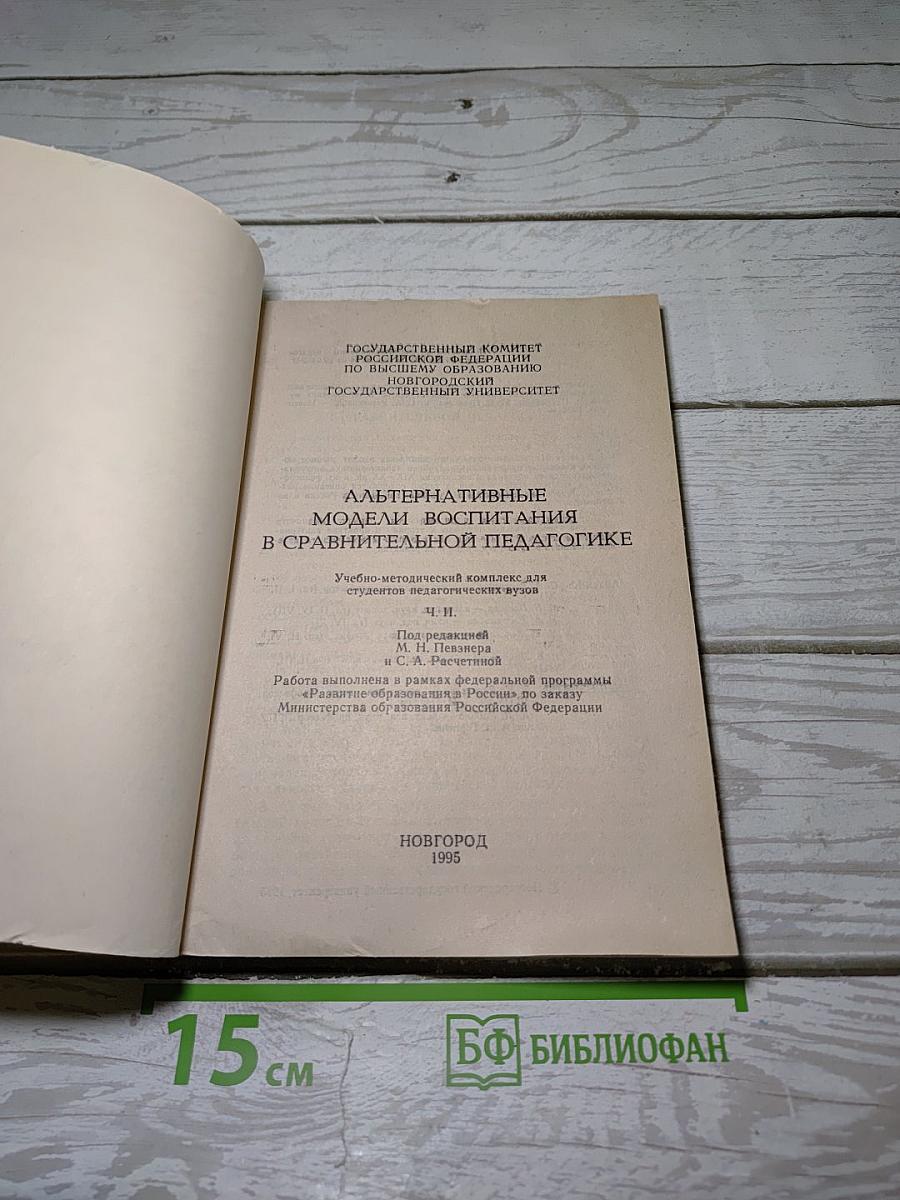 ГОСУДАРСТВЕННЫЙ КОМИТЕТ
РОССИЙСКОЙ ФЕДЕРАЦИИ
ПО ВЫСШЕМУ ОБРАЗОВАНИЮ
НОВГОРОДСКИЙ
ГОСУДАРСТВЕННЫЙ УНИВЕРСИТЕТ
АЛЬТЕРНАТИВНЫЕ
МОДЕЛИ ВОСПИТАНИЯ
В СРАВНИТЕЛЬНОЙ ПЕДАГОГИКЕ
Учебно-методический комплекс для
студентов педагогических вузов
Ч. II.
Под редакцией
М. Н. Певзнера
и С. А. Расчетиной
Работа выполнена в рамках федеральной программы
«Развитие образования в России» по заказу
Министерства образования Российской Федерации
НОВГОРОД
1995
15 см
БФ БИБЛИОФАН